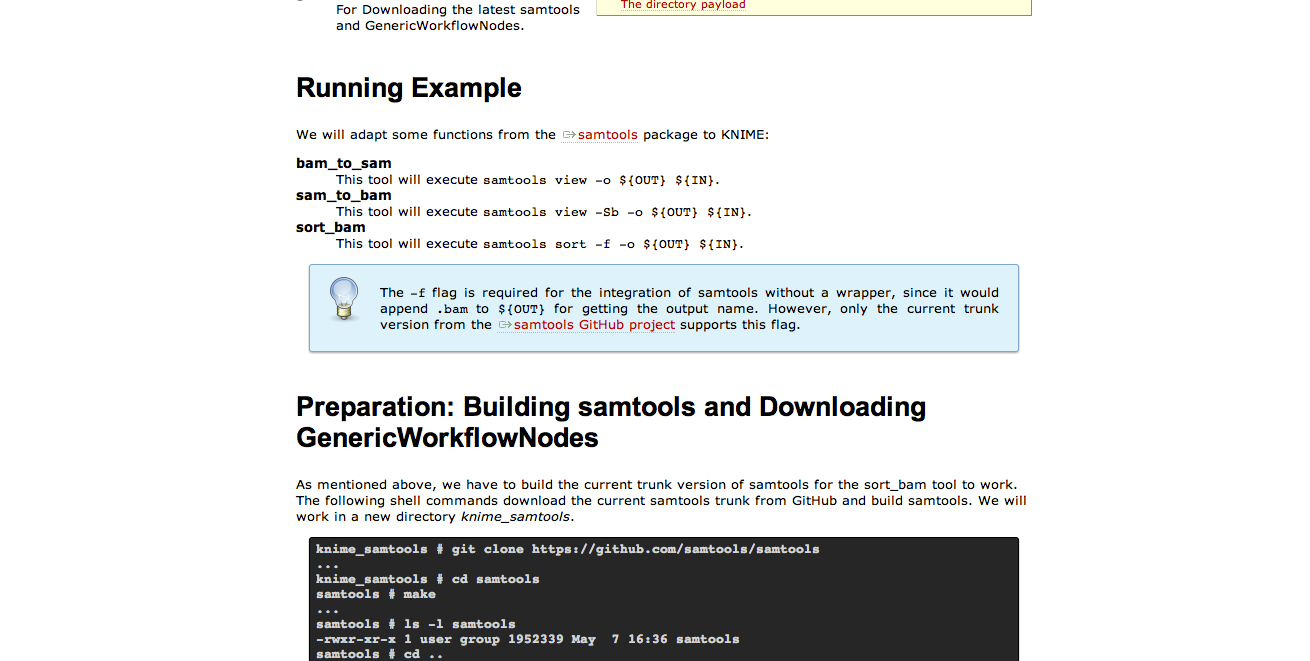 For Downloading the latest samtools
and GenericWorkflowNodes.
The directory payload
Running Example
We will adapt some functions from the samtools package to KNIME:
bam_to_sam
This tool will execute samtools view -o ${OUT} ${IN}.
sam_to_bam
This tool will execute samtools view -Sb -o ${OUT} ${IN}.
sort_bam
This tool will execute samtools sort -f -o ${OUT} ${IN}.
The -f flag is required for the integration of samtools without a wrapper, since it would
append .bam to ${OUT} for getting the output name. However, only the current trunk
version from the samtools GitHub project supports this flag.
Preparation: Building samtools and Downloading
GenericWorkflowNodes
As mentioned above, we have to build the current trunk version of samtools for the sort_bam tool to work.
The following shell commands download the current samtools trunk from GitHub and build samtools. We will
work in a new directory knime_samtools.
knime_samtools # git clone https://github.com/samtools/samtools
...
knime_samtools # cd samtools
samtools # make
...
samtools # ls -l samtools
-rwxr-xr-x 1 user group 1952339 May  7 16:36 samtools
samtools # cd ..